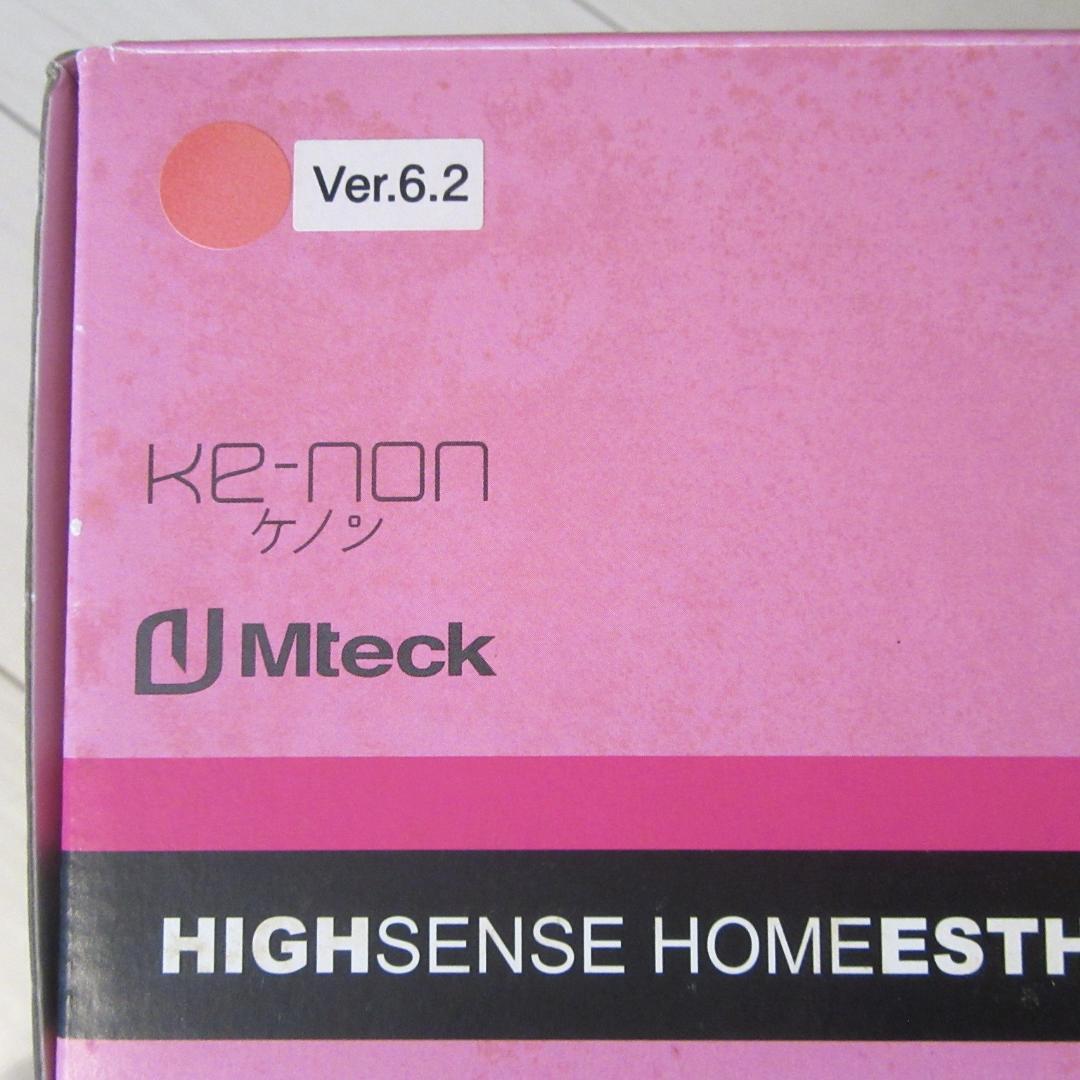 Ver.6.2
ke-non
ケノン
Mteck
HIGHSENSE HOMEESTH